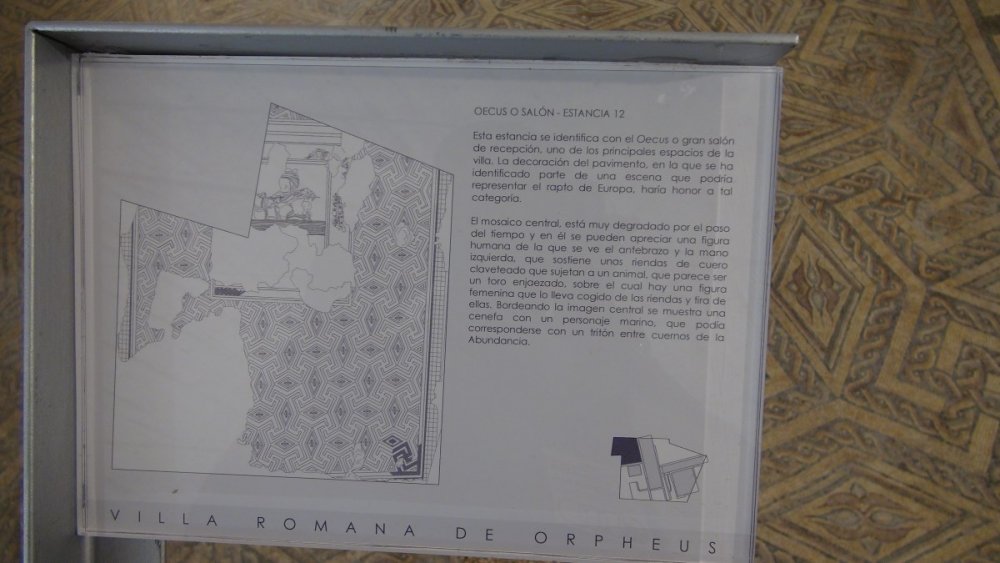 OECUS O SALÓN - ESTANCIA 12
Esta estancia se identifica con el Oecus o gran salón
de recepción, uno de los principales espacios de la
villa. La decoración del pavimento, en la que se ha
identificado parte de una escena que podría
representar el rapto de Europa, haría honor a tal
categoría.
El mosaico central, está muy degradado por el paso
del tiempo y en él se pueden apreciar una figura
humana de la que se ve el antebrazo y la mano
izquierda, que sostiene unas riendas de cuero
claveteado que sujetan a un animal, que parece ser
un toro enjaezado, sobre el cual hay una figura
femenina que lo lleva cogido de las riendas y tira de
ellas. Bordeando la imagen central se muestra una
cenefa con un personaje marino, que podía
corresponderse con un tritón entre cuernos de la
Abundancia.
VILLA ROMANA DE ORPHEUS